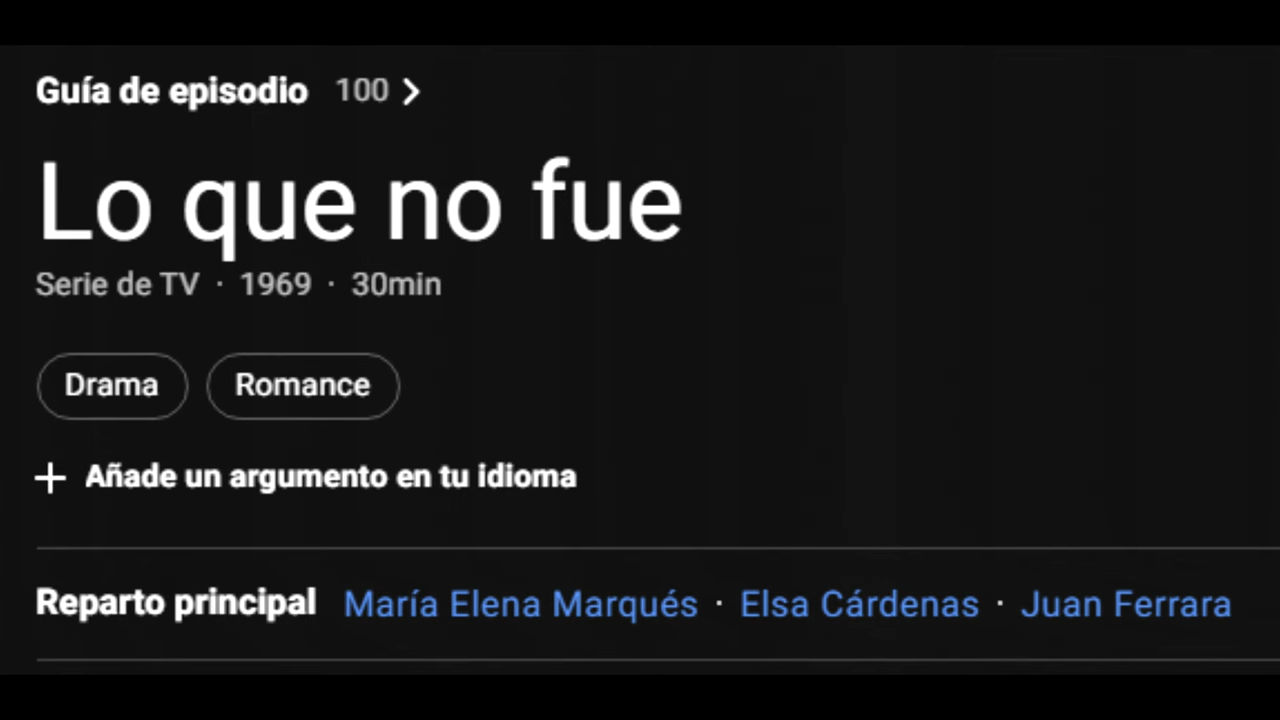 Guía de episodio 100
Lo que no fue
Serie de TV · 1969 · 30min
Drama Romance
+ Añade un argumento en tu idioma
Reparto principal María Elena Marqués · Elsa Cárdenas · Juan Ferrara